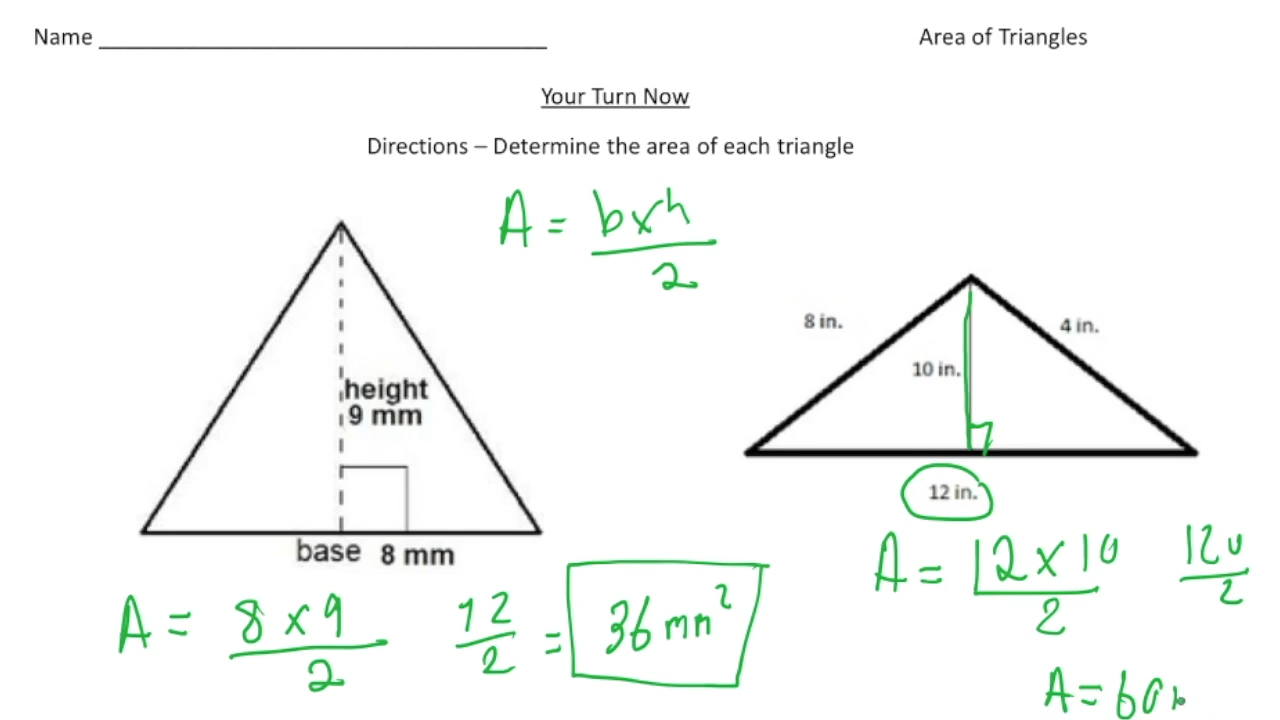 Name ________________________________ Area of Triangles
Your Turn Now
Directions – Determine the area of each triangle
A = b x h
2
8 in.
4 in.
10 in.
height
9 mm
12 in.
base 8 mm
A = 12 x 10
2
120
2
A = 8 x 9
2
72
2
= 36 mm²
A = 60